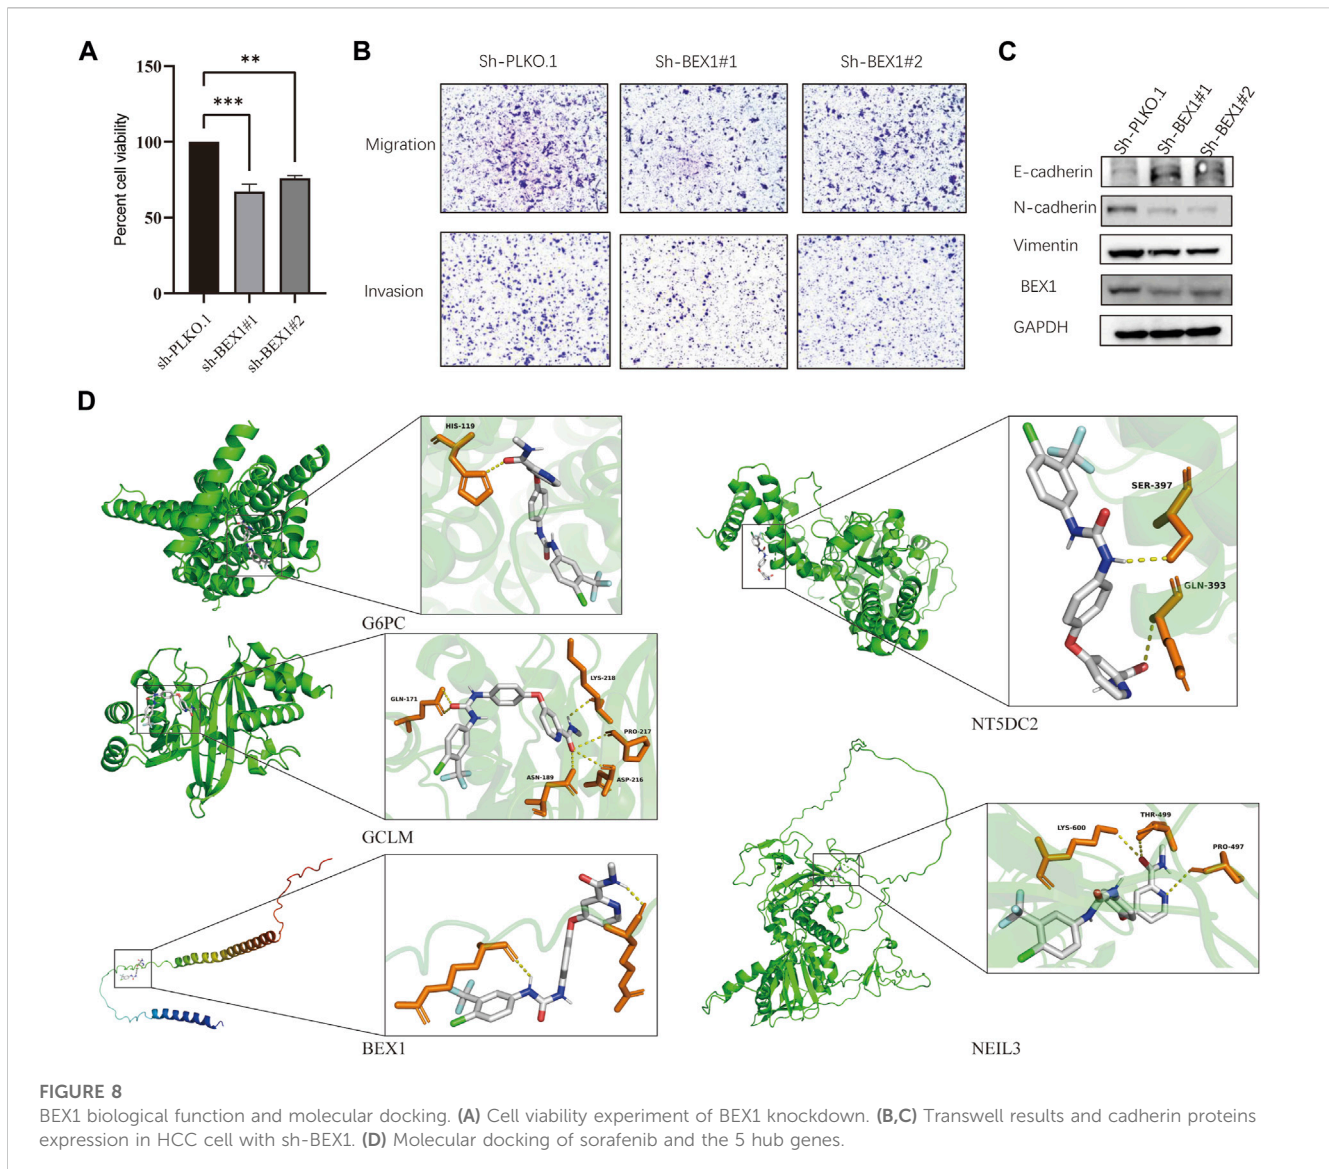 A
150
100
50
0
Percent cell viability
**
***
sh-PLKO.1
sh-BEX1#1
sh-BEX1#2
B
Sh-PLKO.1 Sh-BEX1#1 Sh-BEX1#2
Migration
Invasion
C
Sh-PLKO.1
Sh-BEX1#1
Sh-BEX1#2
E-cadherin
N-cadherin
Vimentin
BEX1
GAPDH
D
HIS-119
G6PC
GLN-171
LYS-218
PRO-217
ASN-189
ASP-216
GCLM
BEX1
SER-397
GLN-393
NT5DC2
LYS-600
THR-499
PRO-497
NEIL3
FIGURE 8
BEX1 biological function and molecular docking. (A) Cell viability experiment of BEX1 knockdown. (B,C) Transwell results and cadherin proteins
expression in HCC cell with sh-BEX1. (D) Molecular docking of sorafenib and the 5 hub genes.